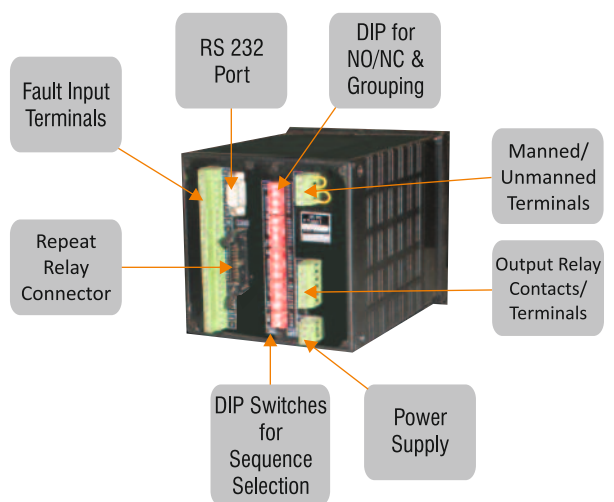 RS 232
Port
DIP for
NO/NC &
Grouping
Fault Input
Terminals
Manned/
Unmanned
Terminals
Repeat
Relay
Connector
Output Relay
Contacts/
Terminals
DIP Switches
for
Sequence
Selection
Power
Supply